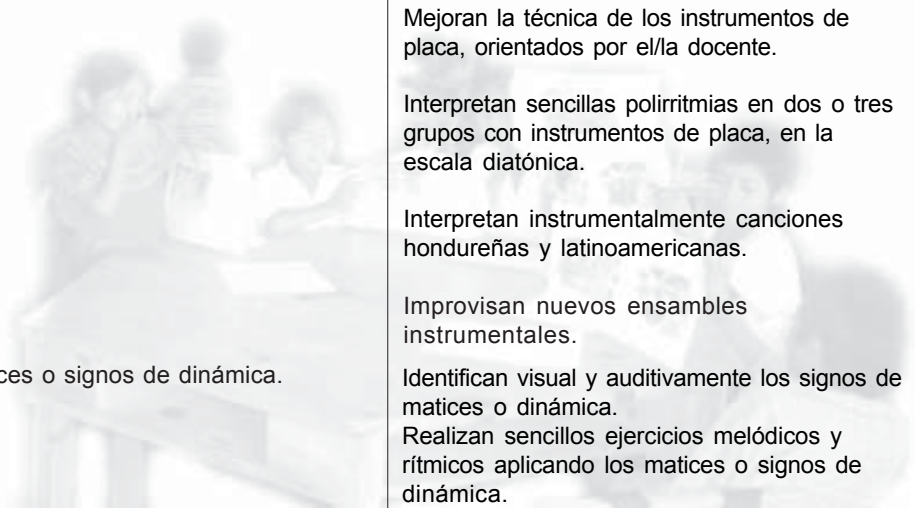 Mejoran la técnica de los instrumentos de
placa, orientados por el/la docente.
Interpretan sencillas polirritmias en dos o tres
grupos con instrumentos de placa, en la
escala diatónica.
Interpretan instrumentalmente canciones
hondureñas y latinoamericanas.
Improvisan nuevos ensambles
instrumentales.
o signos de dinámica.
Identifican visual y auditivamente los signos de
matices o dinámica.
Realizan sencillos ejercicios melódicos y
rítmicos aplicando los matices o signos de
dinámica.